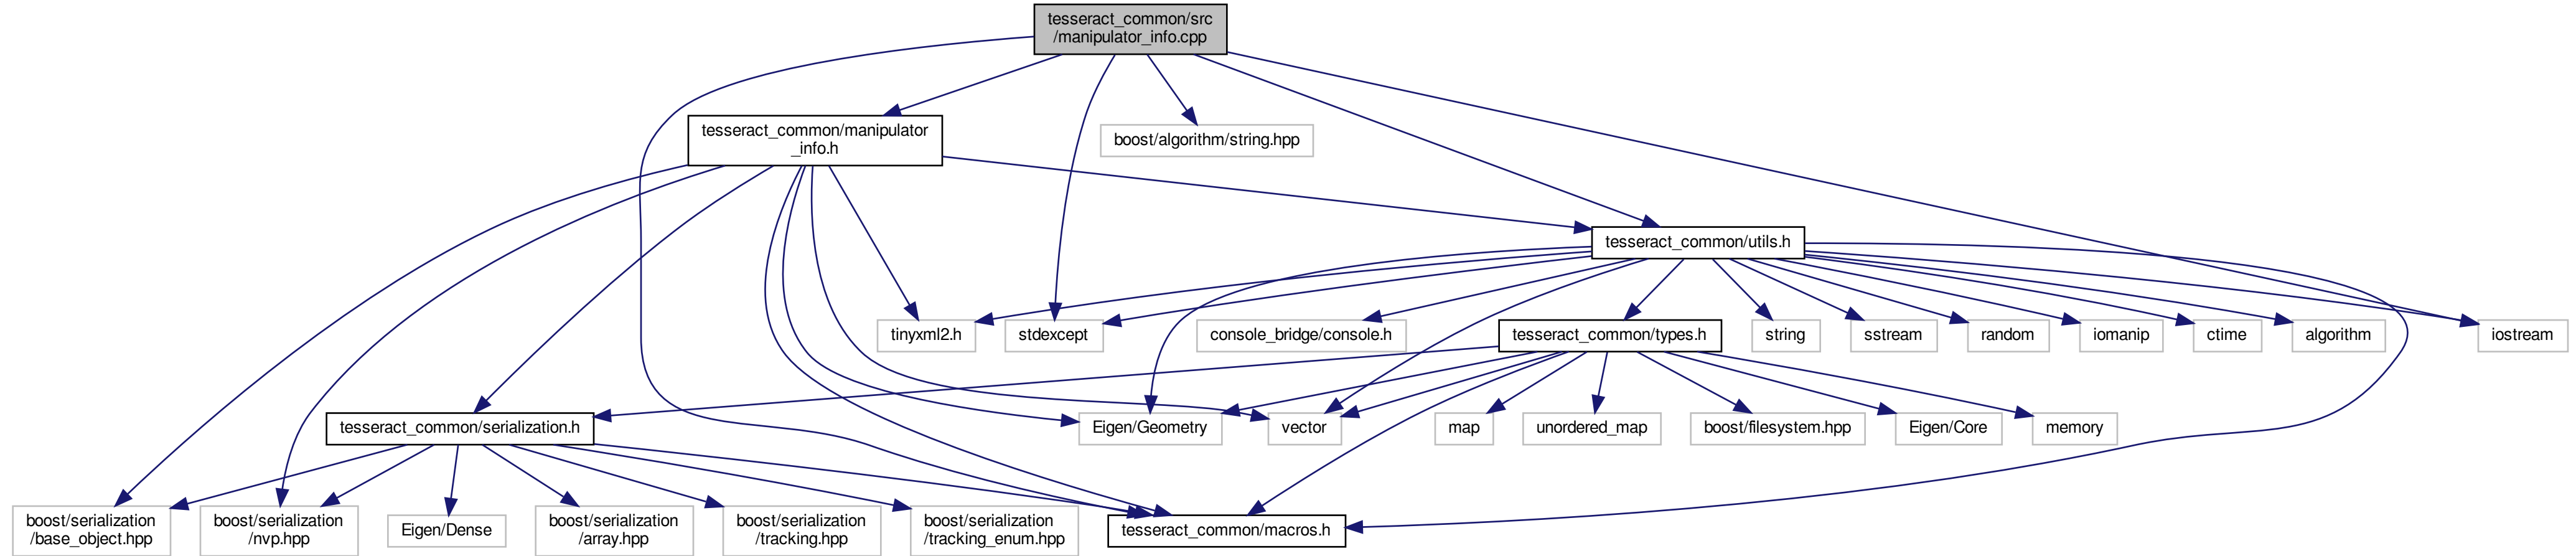 tesseract_common/src
/manipulator_info.cpp
tesseract_common/manipulator
_info.h
boost/algorithm/string.hpp
tesseract_common/utils.h
tinyxml2.h
stdexcept
console_bridge/console.h
tesseract_common/types.h
string
sstream
random
iomanip
ctime
algorithm
iostream
tesseract_common/serialization.h
Eigen/Geometry
vector
map
unordered_map
boost/filesystem.hpp
Eigen/Core
memory
boost/serialization
/base_object.hpp
boost/serialization
/nvp.hpp
Eigen/Dense
boost/serialization
/array.hpp
boost/serialization
/tracking.hpp
boost/serialization
/tracking_enum.hpp
tesseract_common/macros.h